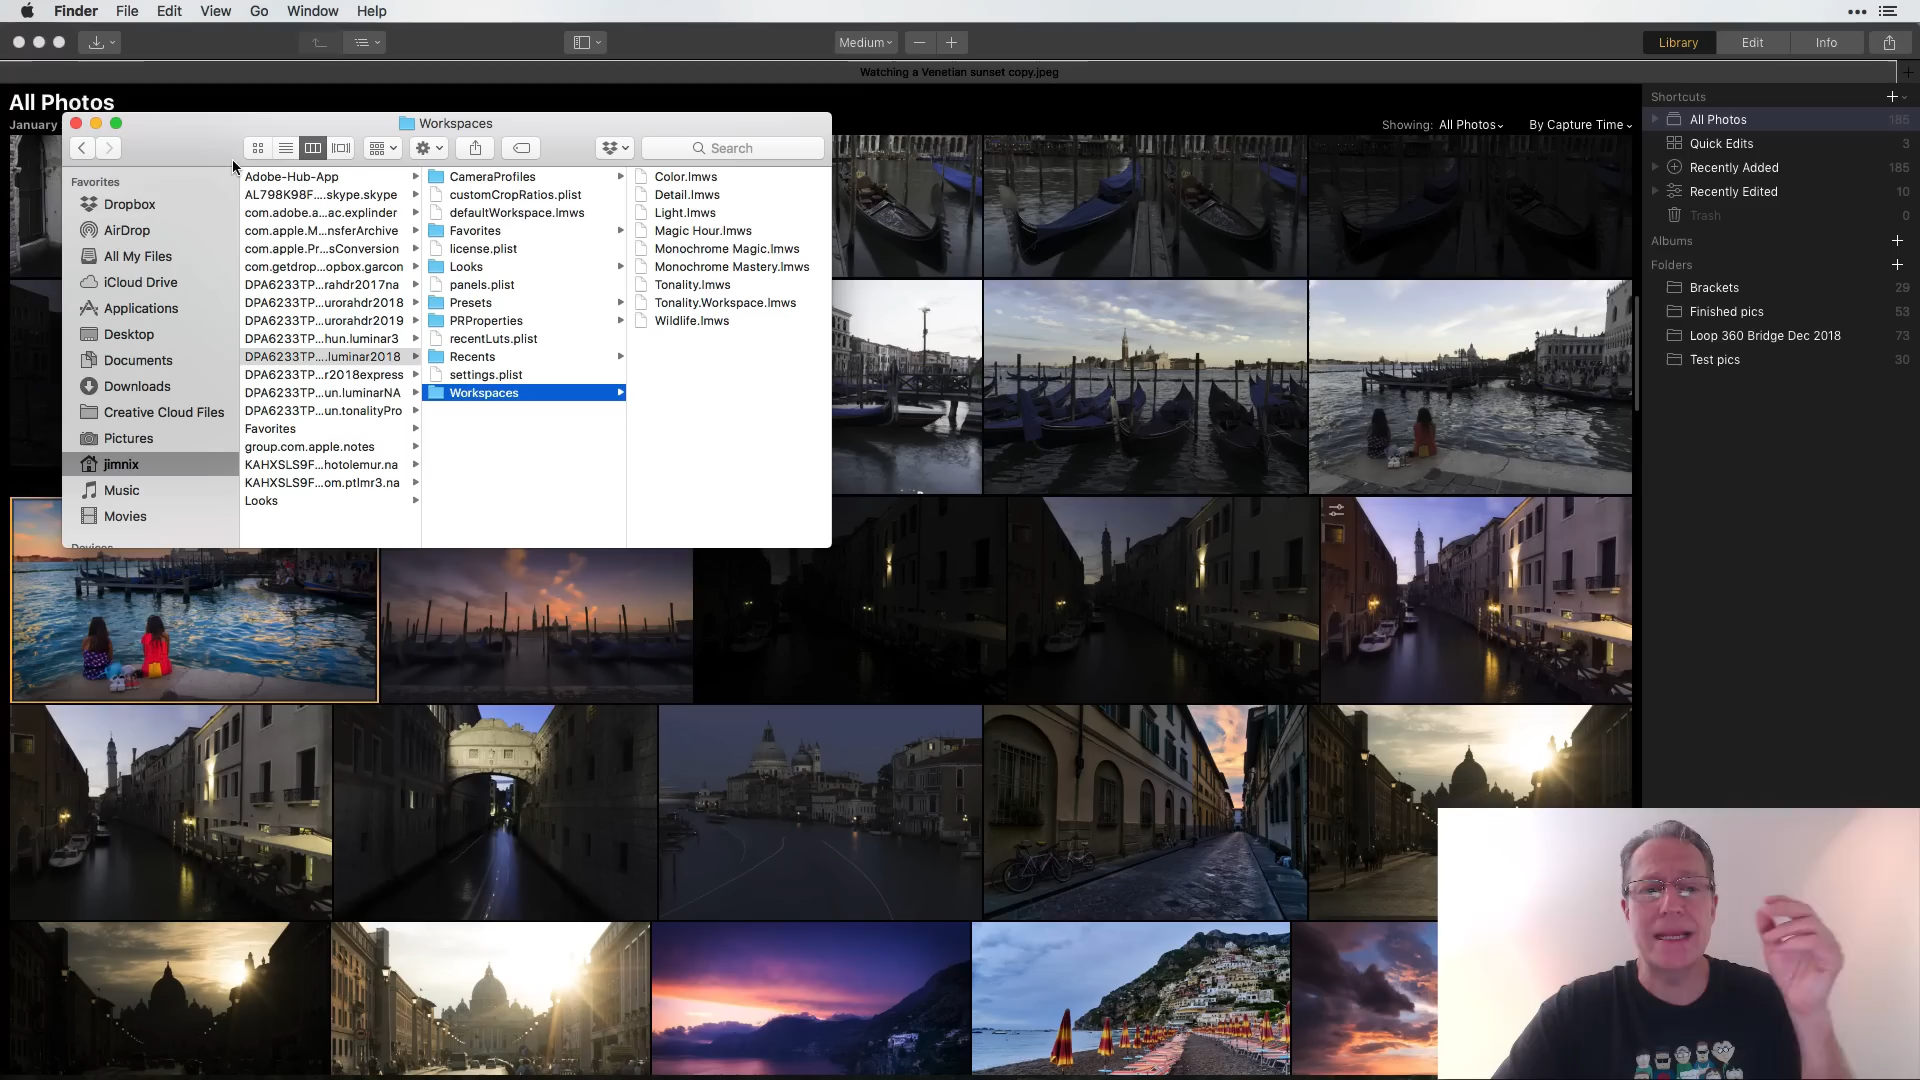 Finder File Edit View Go Window Help
Medium
Library Edit Info
Watching a Venetian sunset copy.jpeg
All Photos
January
Showing: All Photos By Capture Time
Workspaces
Search
Favorites
Dropbox
AirDrop
All My Files
iCloud Drive
Applications
Desktop
Documents
Downloads
Creative Cloud Files
Pictures
jimnix
Music
Movies
Devices
Adobe-Hub-App
AL798K98F....skype.skype
com.adobe.a...ac.explinder
com.apple.M...nsferArchive
com.apple.Pr...sConversion
com.getdrop...opbox.garcon
DPA6233TP...rahdr2017na
DPA6233TP...urorahdr2018
DPA6233TP...urorahdr2019
DPA6233TP...hun.luminar3
DPA6233TP....luminar2018
DPA6233TP...r2018express
DPA6233TP...un.luminarNA
DPA6233TP...un.tonalityPro
Favorites
group.com.apple.notes
KAHXSLS9F...hotolemur.na
KAHXSLS9F...om.ptlmr3.na
Looks
CameraProfiles
customCropRatios.plist
defaultWorkspace.lmws
Favorites
license.plist
Looks
panels.plist
Presets
PRProperties
recentLuts.plist
Recents
settings.plist
Workspaces
Color.lmws
Detail.lmws
Light.lmws
Magic Hour.lmws
Monochrome Magic.lmws
Monochrome Mastery.lmws
Tonality.lmws
Tonality.Workspace.lmws
Wildlife.lmws
Shortcuts
All Photos 185
Quick Edits 3
Recently Added 185
Recently Edited 11
Trash 0
Albums
Folders
Brackets 29
Finished pics 53
Loop 360 Bridge Dec 2018 73
Test pics 30